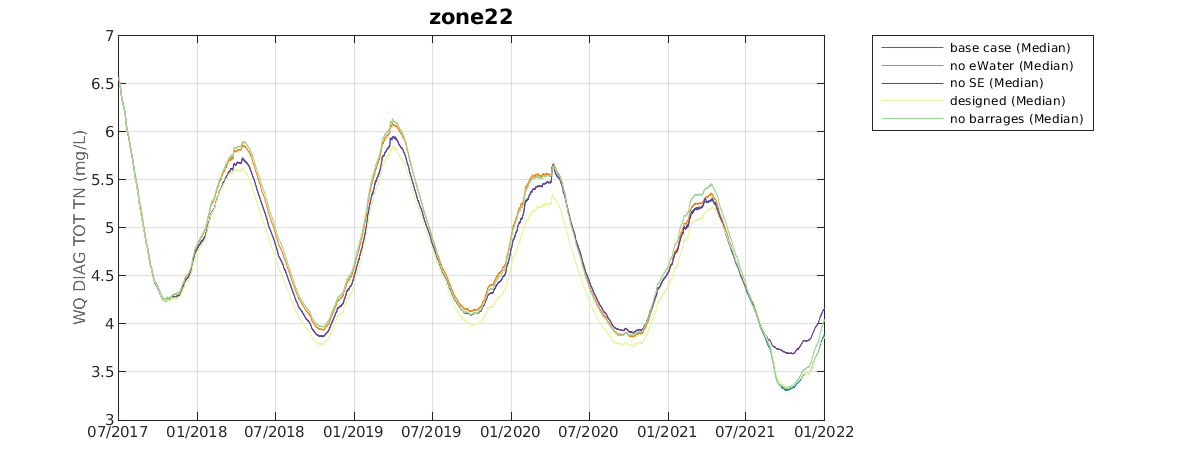 zone22
7
6.5
6
5.5
5
4.5
4
3.5
3
WQ DIAG TOT TN (mg/L)
07/2017 01/2018 07/2018 01/2019 07/2019 01/2020 07/2020 01/2021 07/2021 01/2022
base case (Median)
no eWater (Median)
no SE (Median)
designed (Median)
no barrages (Median)